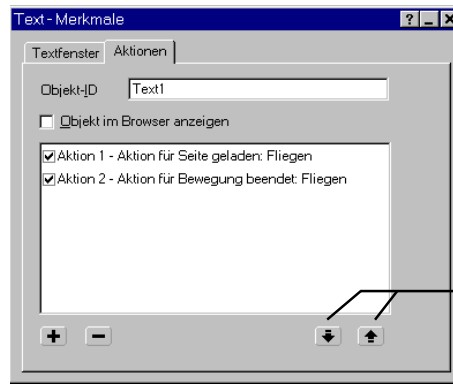 Text-Merkmale
Textfenster Aktionen
Objekt-ID Text1
Objekt im Browser anzeigen
Aktion 1 - Aktion für Seite geladen: Fliegen
Aktion 2 - Aktion für Bewegung beendet: Fliegen